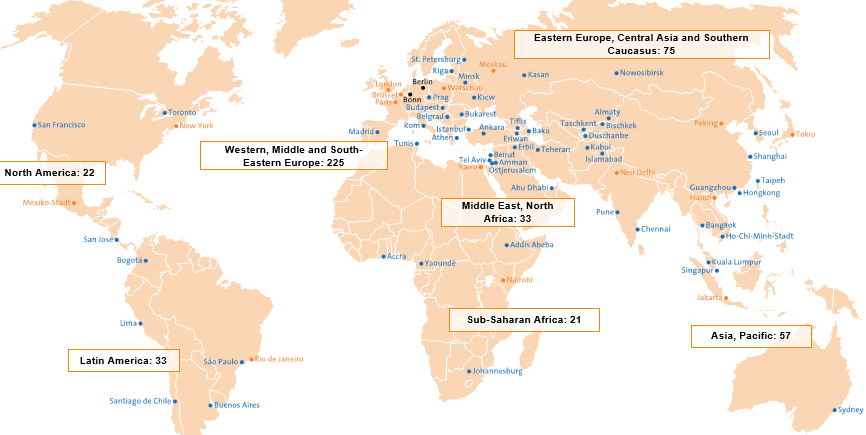 Eastern Europe, Central Asia and Southern
Caucasus: 75
St. Petersburg
Moskau
Riga
Minsk
Kasan
Nowosibirsk
Berlin
London
Warschau
Brüssel
Prag
Kiew
Paris
Bonn
Budapest
Bukarest
Belgrad
Rom
Istanbul
Ankara
Tiflis
Baku
Eriwan
Madrid
Athen
Tunis
Erbil
Teheran
Almaty
Taschkent
Bischkek
Duschanbe
Kabul
Islamabad
Peking
Seoul
Tokio
Shanghai
Toronto
New York
San Francisco
Western, Middle and South-
Eastern Europe: 225
Beirut
Tel Aviv
Amman
Kairo
Ostjerusalem
North America: 22
Neu Delhi
Abu Dhabi
Taipeh
Guangzhou
Hongkong
Hanei
Mexiko-Stadt
Middle East, North
Africa: 33
Pune
Chennai
Bangkok
Ho-Chi-Minh-Stadt
San José
Addis Abeba
Accra
Yaoundé
Bogotá
Kuala Lumpur
Singapur
Nairobi
Jakarta
Lima
Sub-Saharan Africa: 21
Asia, Pacific: 57
Latin America: 33
São Paulo
Rio de Janeiro
Johannesburg
Santiago de Chile
Buenos Aires
Sydney